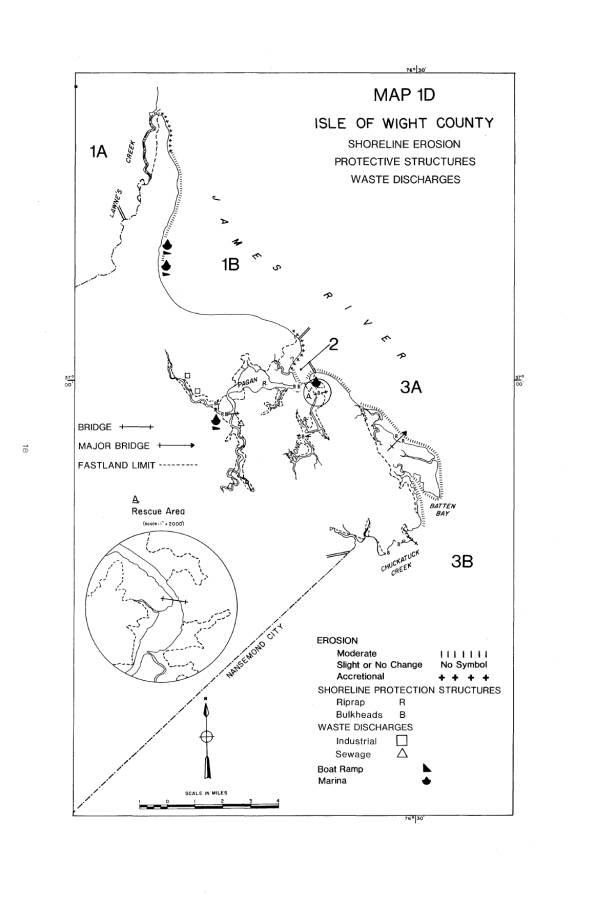 76° 30'
MAP 1D
ISLE OF WIGHT COUNTY
SHORELINE EROSION
PROTECTIVE STRUCTURES
WASTE DISCHARGES
1A
CREEK
LAWNE'S
JAMES RIVER
1B
2
PAGAN R.
A
B
37°
00'
37°
00'
3A
BRIDGE
MAJOR BRIDGE
FASTLAND LIMIT
18
BATTEN
BAY
A
Rescue Area
(Scale: 1" = 2000')
CHUCKATUCK
CREEK
3B
NANSEMOND CITY
EROSION
Moderate
Slight or No Change No Symbol
Accretional
SHORELINE PROTECTION STRUCTURES
Riprap R
Bulkheads B
WASTE DISCHARGES
Industrial
Sewage
Boat Ramp
Marina
SCALE IN MILES
1 0 1 2 3 4
76° 30'